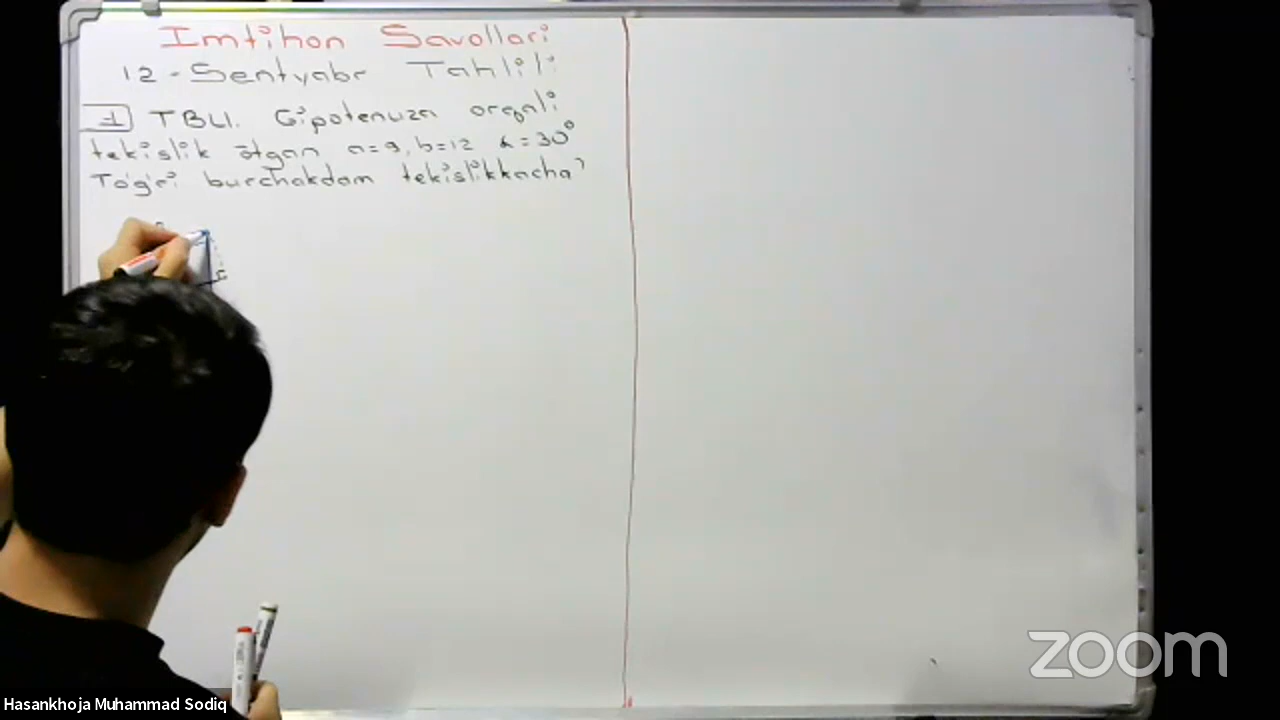 Imtihon Savollari
12-Sentyabr Tahlili
1 TBU. Gipotenuza orqali
tekislik o'tgan a=9, b=12 α=30°
To'g'ri burchakdam tekislikkacha?
zoom
Hasankhoja Muhammad Sodiq